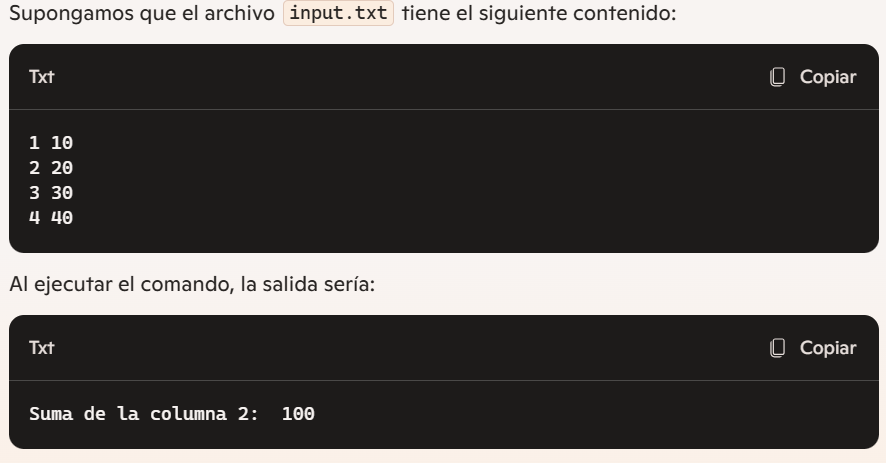 Supongamos que el archivo input.txt tiene el siguiente contenido:
Txt Copiar
1 10
2 20
3 30
4 40
Al ejecutar el comando, la salida sería:
Txt Copiar
Suma de la columna 2:  100